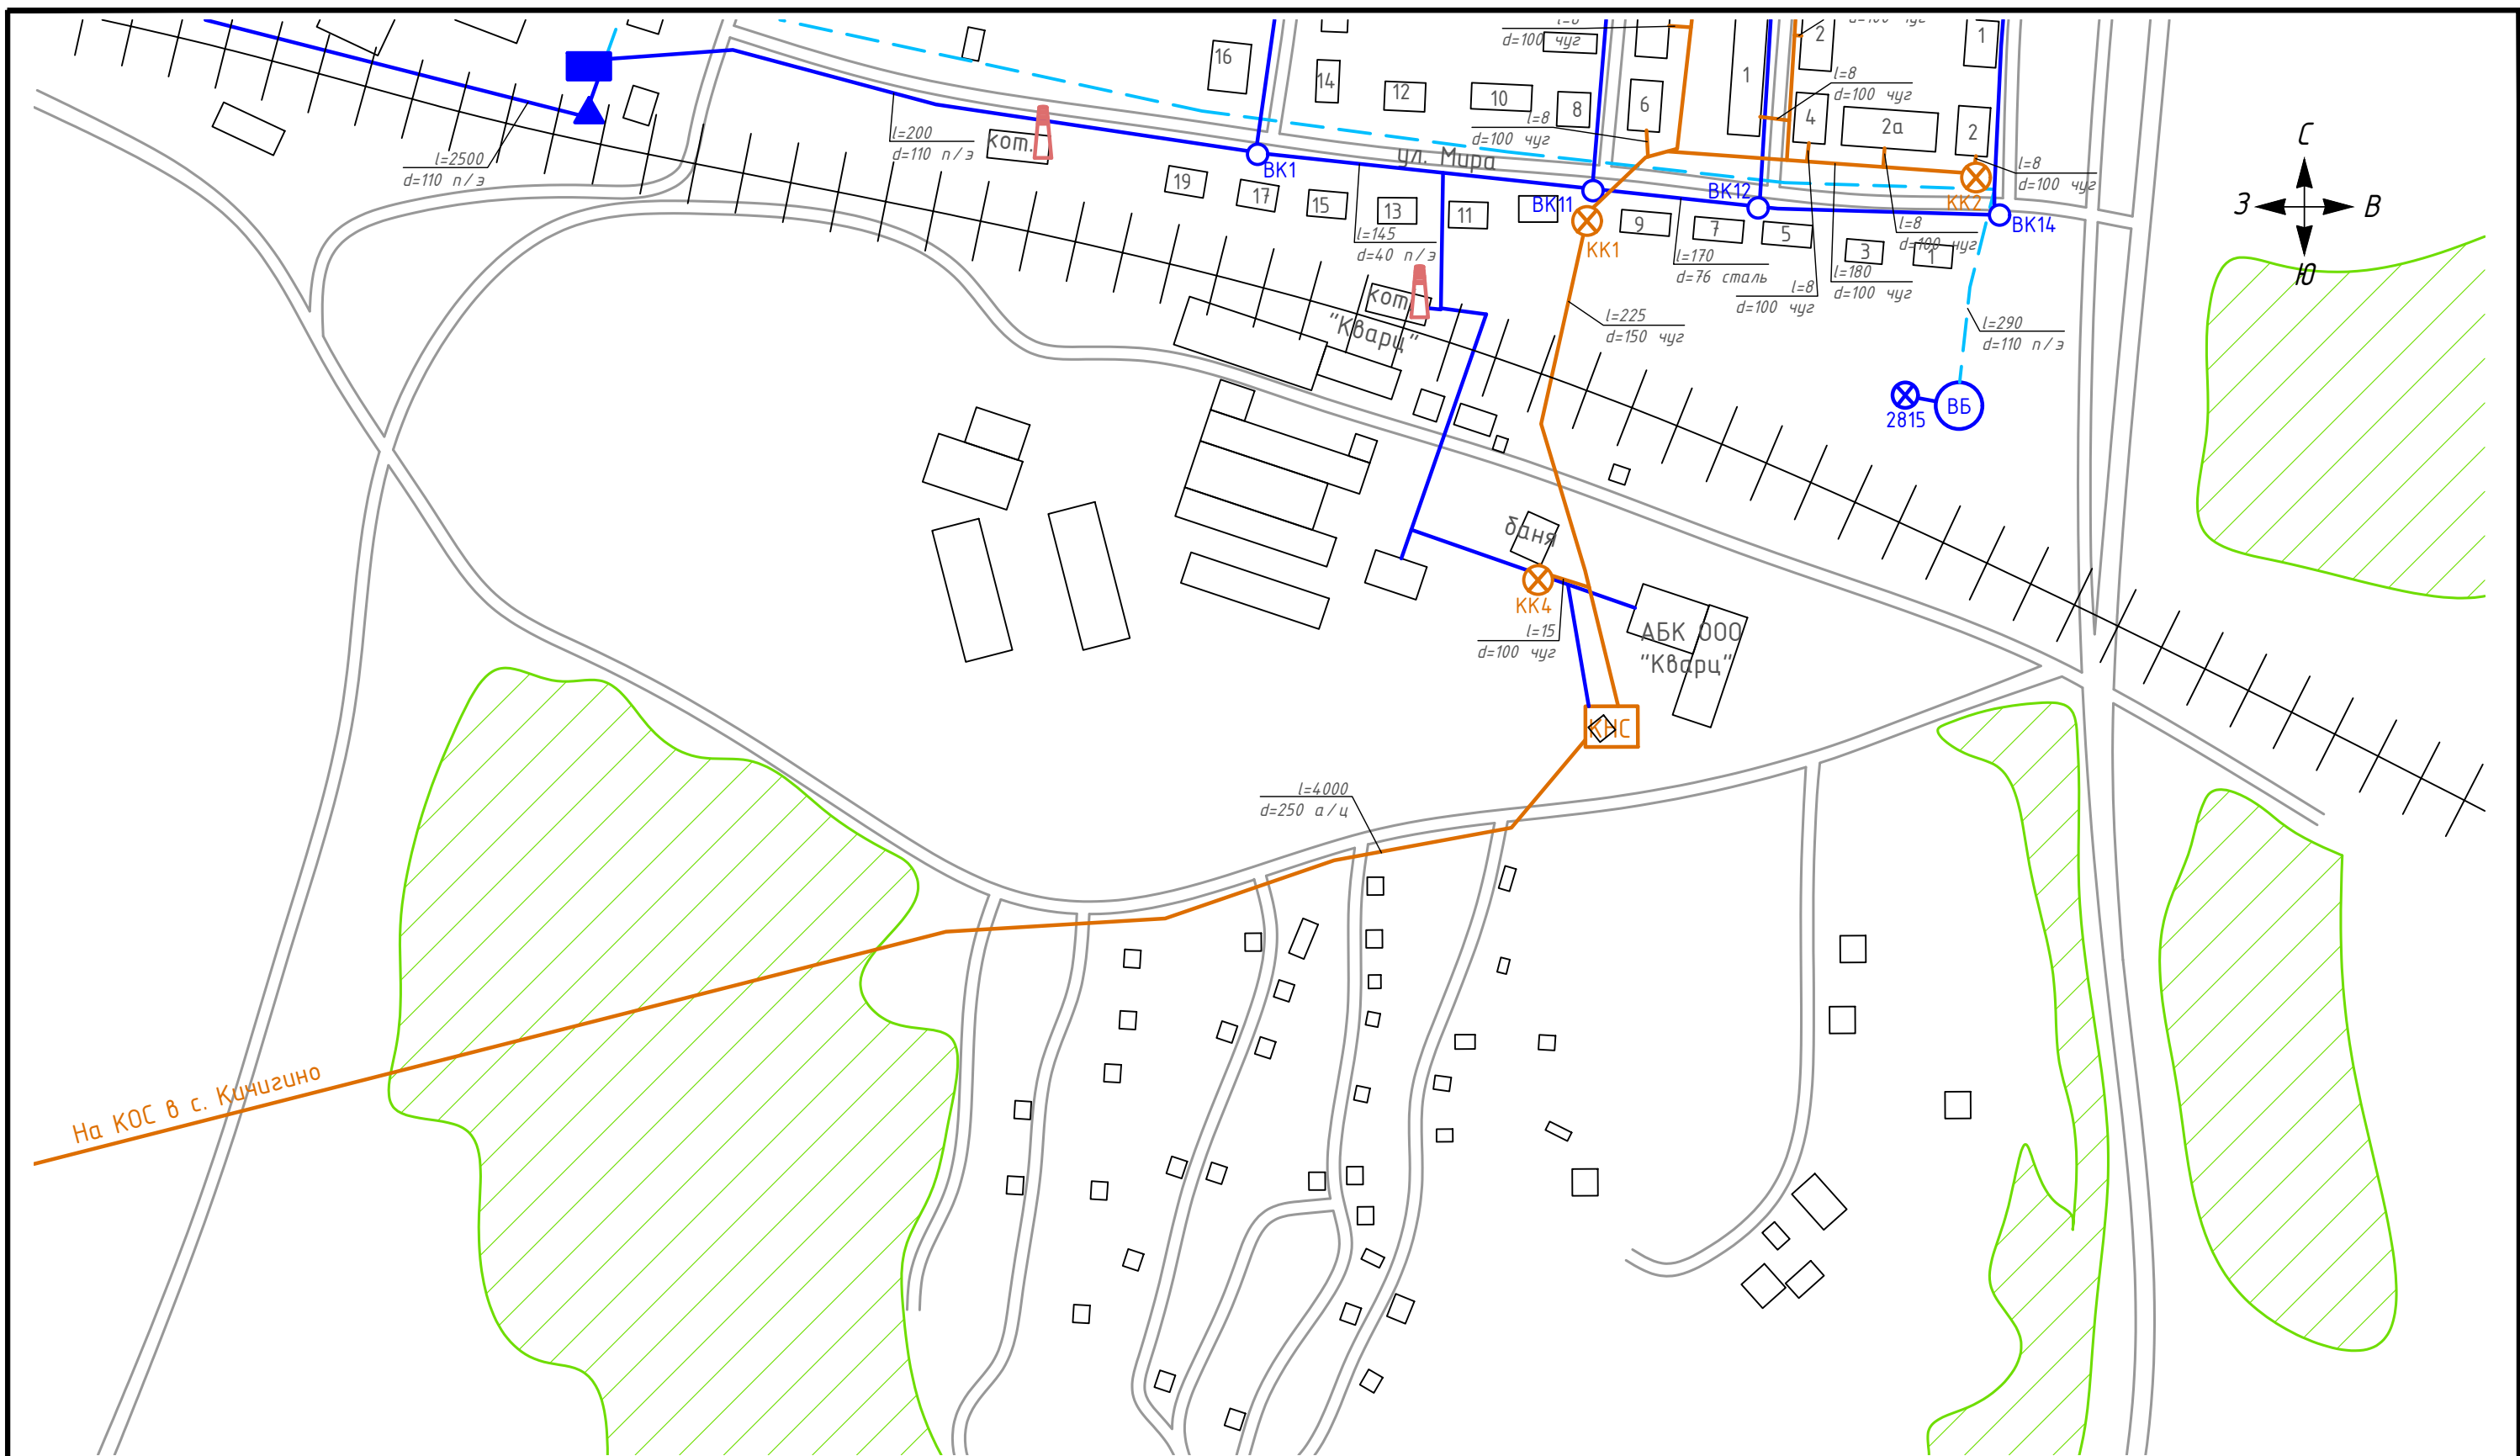 d=100 чуг
d=100 чуг
16
14
12
10
8
6
1
2
1
4
2а
2
l=8
d=100 чуг
l=8
d=100 чуг
l=8
d=100 чуг
l=2500
d=110 п/э
l=200
d=110 п/э
кот.
ул. Мира
ВК1
ВК11
ВК12
КК2
ВК14
КК1
19
17
15
13
11
9
7
5
3
1
l=145
d=40 п/э
l=170
d=76 сталь
l=8
d=100 чуг
l=180
d=100 чуг
l=8
d=100 чуг
С
З
В
Ю
кот.
"Кварц"
l=225
d=150 чуг
l=290
d=110 п/э
2815
ВБ
баня
КК4
l=15
d=100 чуг
АБК ООО
"Кварц"
КНС
l=4000
d=250 а/ц
На КОС в с. Кичигино